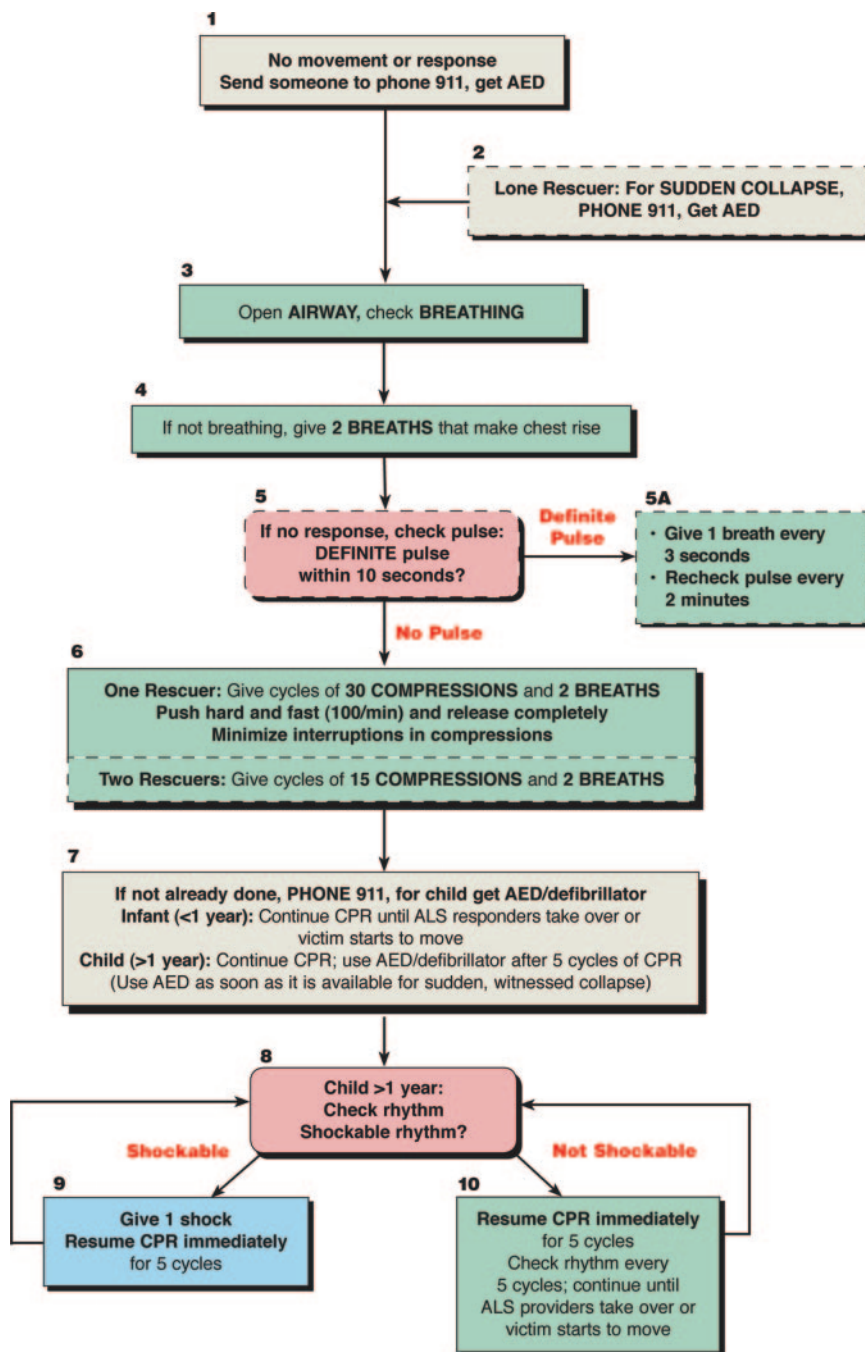 1
No movement or response
Send someone to phone 911, get AED
2
Lone Rescuer: For SUDDEN COLLAPSE,
PHONE 911, Get AED
3
Open AIRWAY, check BREATHING
4
If not breathing, give 2 BREATHS that make chest rise
5
If no response, check pulse:
DEFINITE pulse
within 10 seconds?
Definite
Pulse
5A
· Give 1 breath every
3 seconds
· Recheck pulse every
2 minutes
No Pulse
6
One Rescuer: Give cycles of 30 COMPRESSIONS and 2 BREATHS
Push hard and fast (100/min) and release completely
Minimize interruptions in compressions
Two Rescuers: Give cycles of 15 COMPRESSIONS and 2 BREATHS
7
If not already done, PHONE 911, for child get AED/defibrillator
Infant (<1 year): Continue CPR until ALS responders take over or
victim starts to move
Child (>1 year): Continue CPR; use AED/defibrillator after 5 cycles of CPR
(Use AED as soon as it is available for sudden, witnessed collapse)
8
Child >1 year:
Check rhythm
Shockable rhythm?
Shockable
Not Shockable
9
Give 1 shock
Resume CPR immediately
for 5 cycles
10
Resume CPR immediately
for 5 cycles
Check rhythm every
5 cycles; continue until
ALS providers take over or
victim starts to move